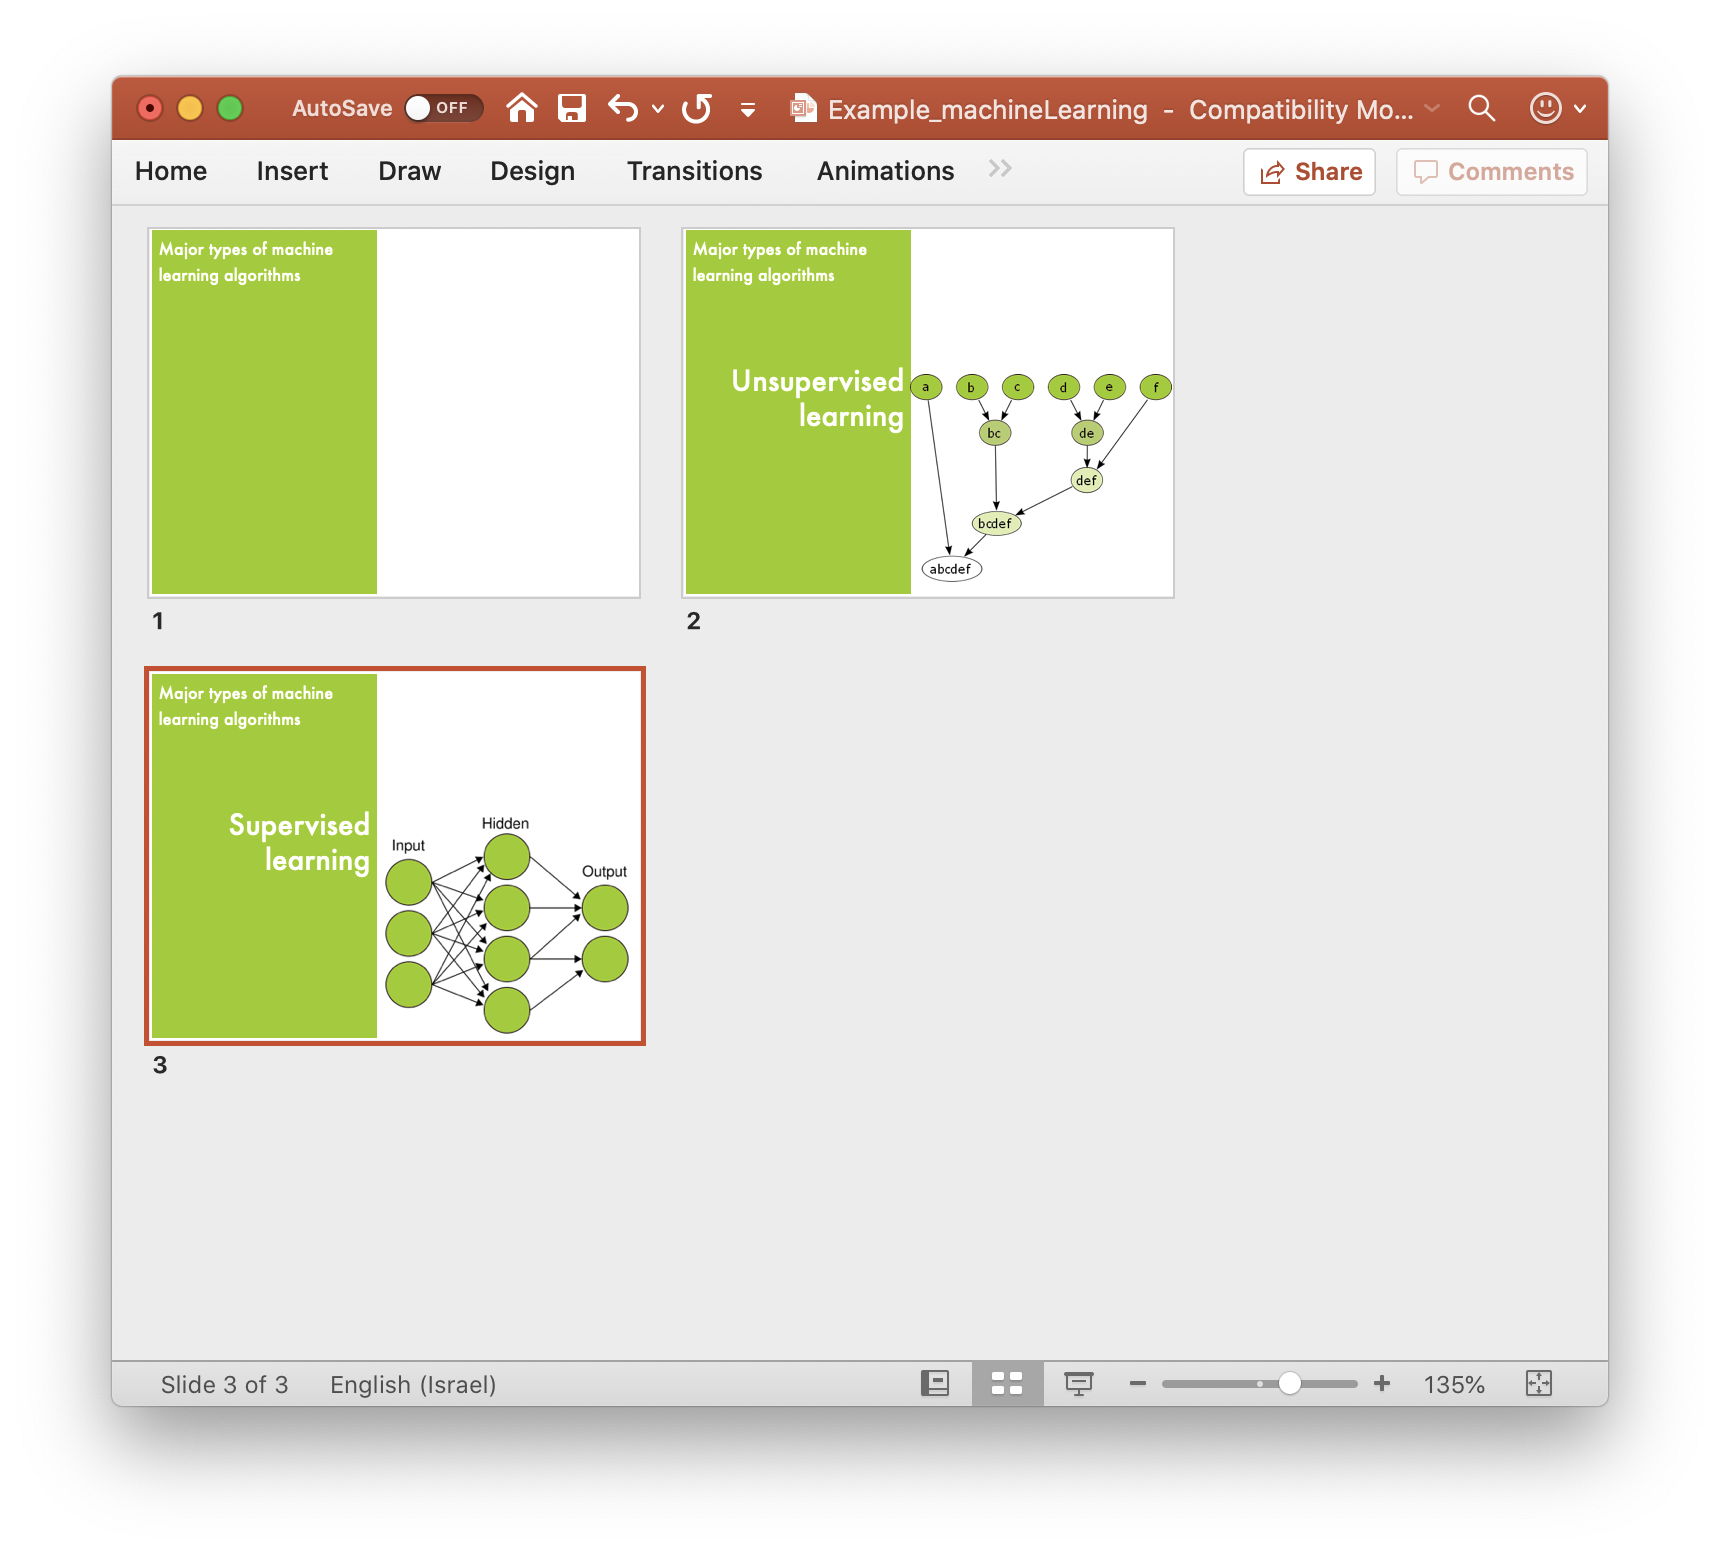 AutoSave OFF Example_machineLearning - Compatibility Mo...
Home Insert Draw Design Transitions Animations Share Comments
Major types of machine
learning algorithms
1
Major types of machine
learning algorithms
Unsupervised
learning
a b c d e f
bc de
def
bcdef
abcdef
2
Major types of machine
learning algorithms
Supervised
learning
Hidden
Input
Output
3
Slide 3 of 3 English (Israel) 135%